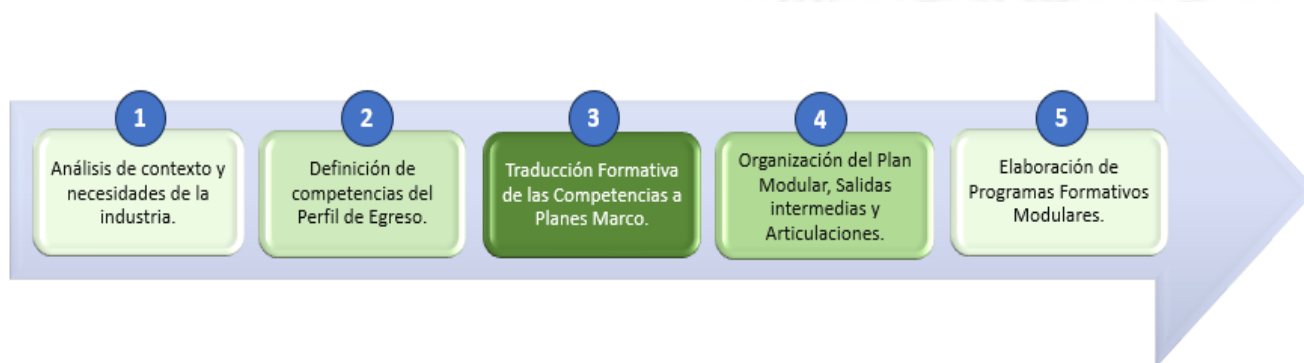 1
Análisis de contexto y
necesidades de la
industria.
2
Definición de
competencias del
Perfil de Egreso.
3
Traducción Formativa
de las Competencias a
Planes Marco.
4
Organización del Plan
Modular, Salidas
intermedias y
Articulaciones.
5
Elaboración de
Programas Formativos
Modulares.